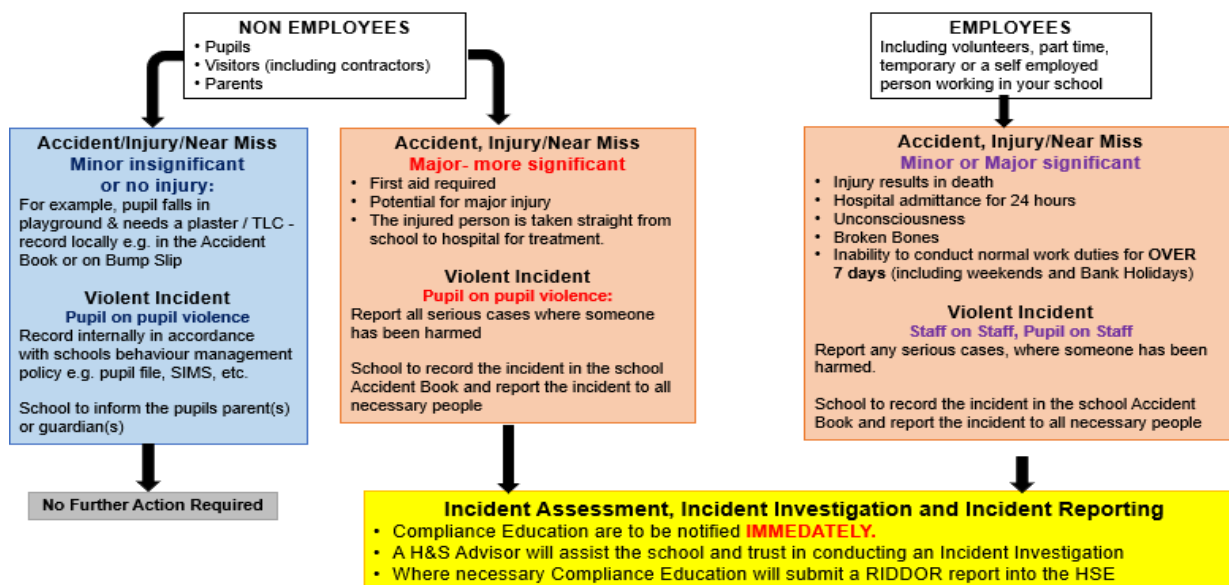 NON EMPLOYEES
• Pupils
• Visitors (including contractors)
• Parents
EMPLOYEES
Including volunteers, part time,
temporary or a self employed
person working in your school
Accident/Injury/Near Miss
Minor insignificant
or no injury:
For example, pupil falls in
playground & needs a plaster / TLC -
record locally e.g. in the Accident
Book or on Bump Slip
Violent Incident
Pupil on pupil violence
Record internally in accordance
with schools behaviour management
policy e.g. pupil file, SIMS, etc.
School to inform the pupils parent(s)
or guardian(s)
No Further Action Required
Accident, Injury/Near Miss
Major- more significant
• First aid required
• Potential for major injury
• The injured person is taken straight from
school to hospital for treatment.
Violent Incident
Pupil on pupil violence:
Report all serious cases where someone
has been harmed
School to record the incident in the school
Accident Book and report the incident to all
necessary people
Accident, Injury/Near Miss
Minor or Major significant
• Injury results in death
• Hospital admittance for 24 hours
• Unconsciousness
• Broken Bones
• Inability to conduct normal work duties for OVER
7 days (including weekends and Bank Holidays)
Violent Incident
Staff on Staff, Pupil on Staff
Report any serious cases, where someone has been
harmed.
School to record the incident in the school Accident
Book and report the incident to all necessary people
Incident Assessment, Incident Investigation and Incident Reporting
• Compliance Education are to be notified IMMEDIATELY.
• A H&S Advisor will assist the school and trust in conducting an Incident Investigation
• Where necessary Compliance Education will submit a RIDDOR report into the HSE